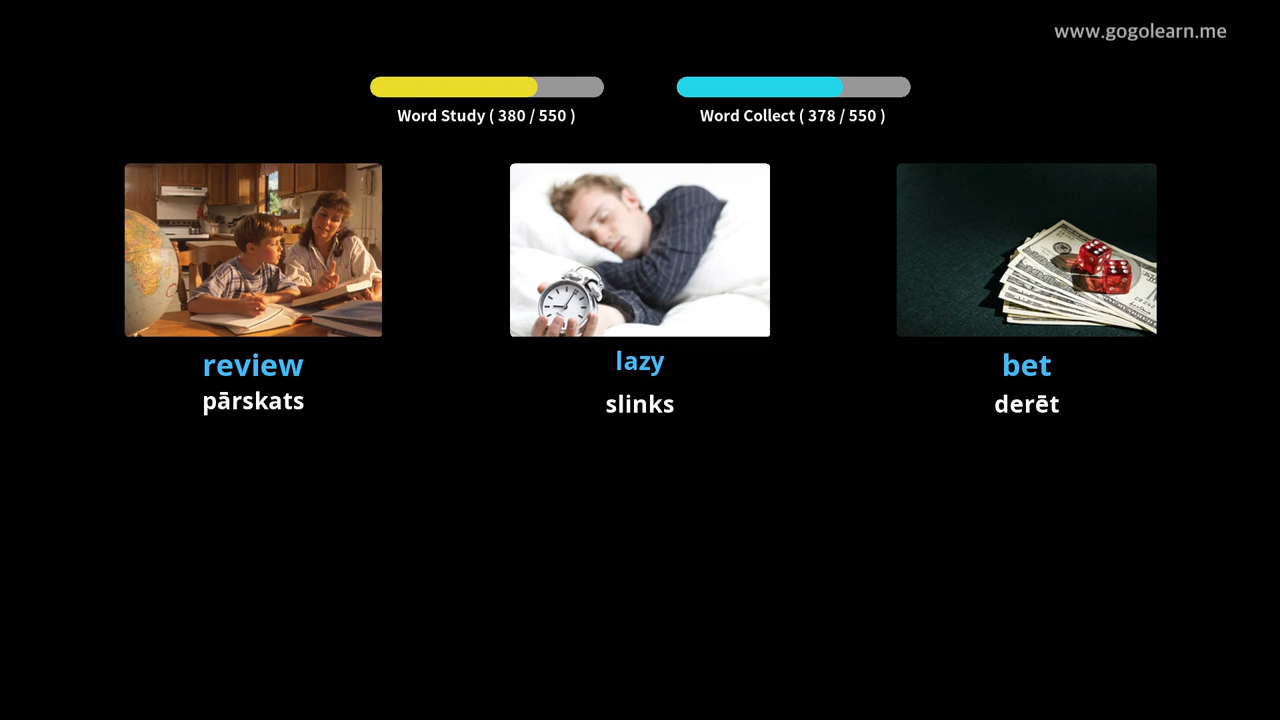 www.gogolearn.me
Word Study ( 380 / 550 )
Word Collect ( 378 / 550 )
review
pārskats
lazy
slinks
bet
derēt